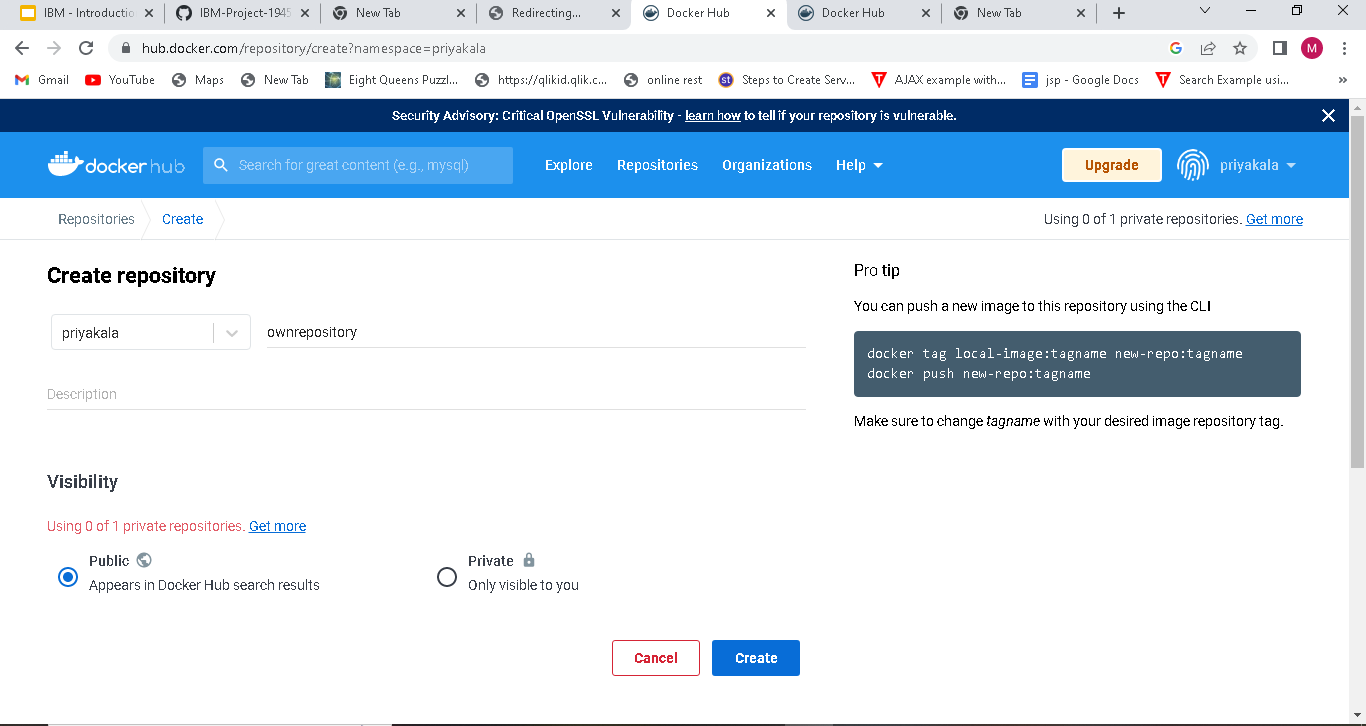 IBM - Introductio
IBM-Project-1945
New Tab
Redirecting...
Docker Hub
Docker Hub
New Tab
hub.docker.com/repository/create?namespace=priyakala
M
Gmail
YouTube
Maps
New Tab
Eight Queens Puzzl...
https://qlikid.qlik.c...
online rest
st
Steps to Create Serv...
AJAX example with...
jsp - Google Docs
Search Example usi...
»
Security Advisory: Critical OpenSSL Vulnerability - learn how to tell if your repository is vulnerable.
dockerhub
Search for great content (e.g., mysql)
Explore
Repositories
Organizations
Help
Upgrade
priyakala
Repositories
Create
Using 0 of 1 private repositories. Get more
Create repository
priyakala
ownrepository
Description
Visibility
Using 0 of 1 private repositories. Get more
Public
Appears in Docker Hub search results
Private
Only visible to you
Cancel
Create
Pro tip
You can push a new image to this repository using the CLI
docker tag local-image:tagname new-repo:tagname
docker push new-repo:tagname
Make sure to change tagname with your desired image repository tag.